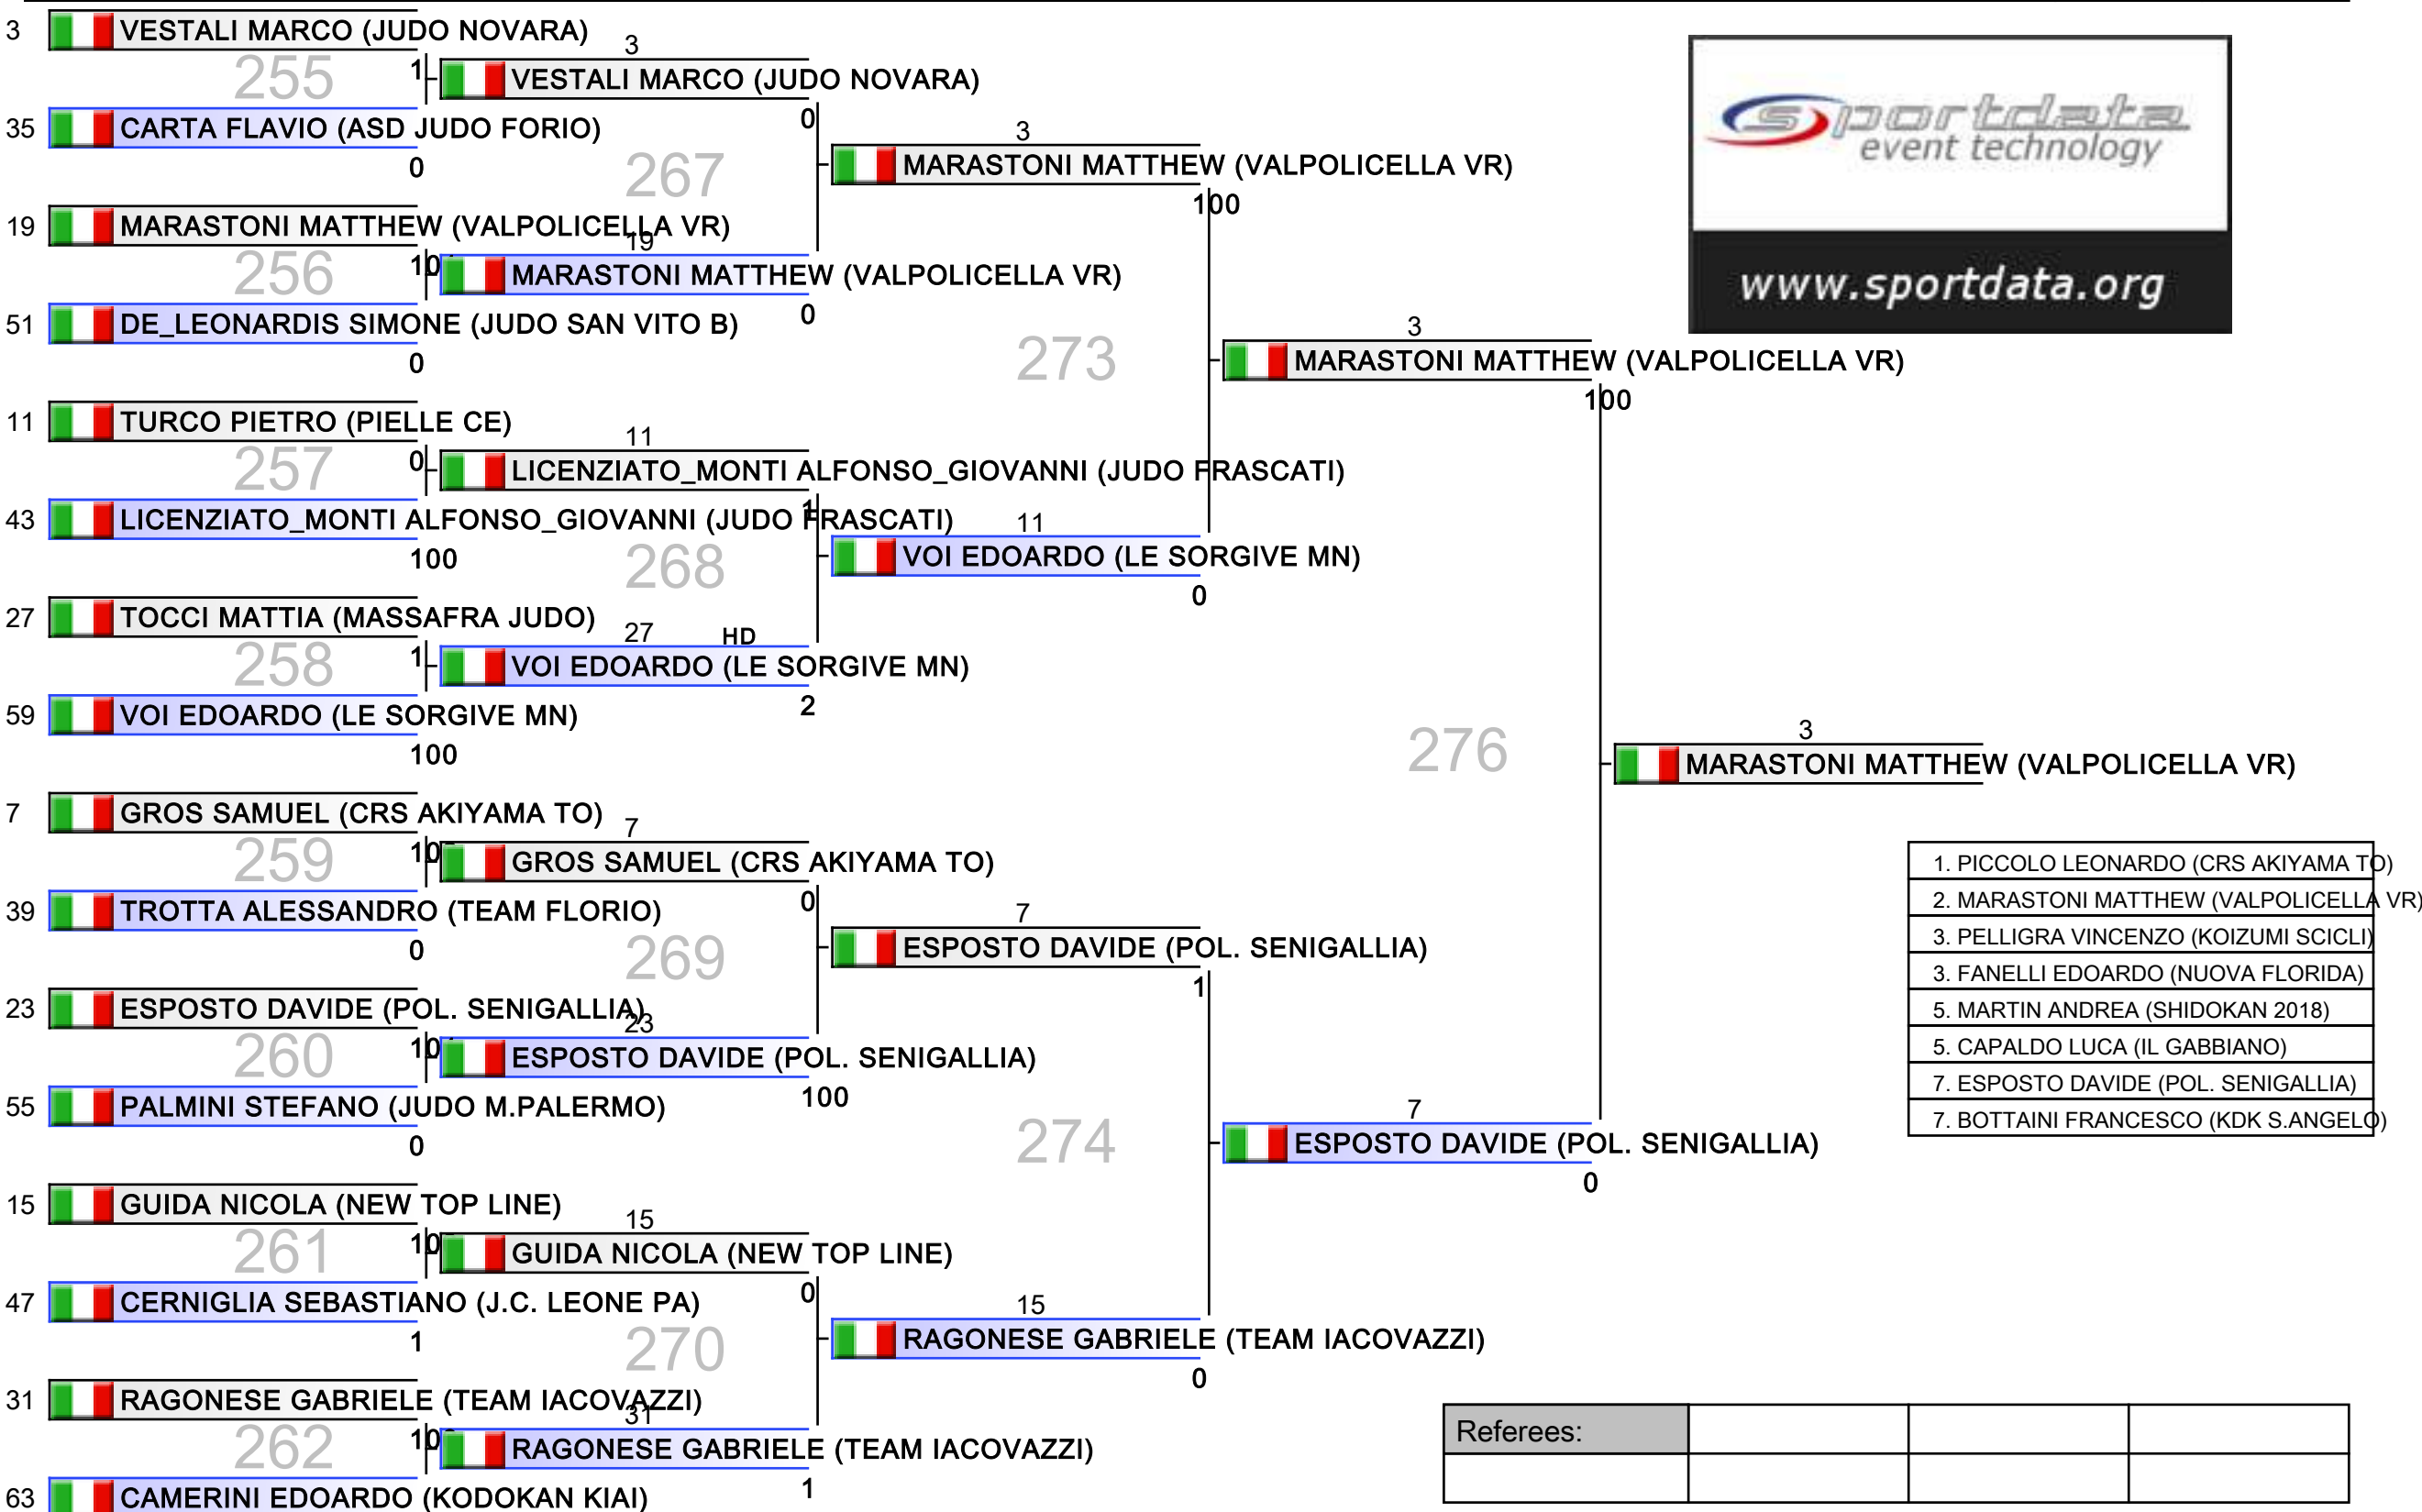 3 VESTALI MARCO (JUDO NOVARA)
255
1
35 CARTA FLAVIO (ASD JUDO FORIO)
0
19 MARASTONI MATTHEW (VALPOLICELLA VR)
256
51 DE_LEONARDIS SIMONE (JUDO SAN VITO B)
0
11 TURCO PIETRO (PIELLE CE)
257
0
43 LICENZIATO_MONTI ALFONSO_GIOVANNI (JUDO FRASCATI)
100
27 TOCCI MATTIA (MASSAFRA JUDO)
258
1
59 VOI EDOARDO (LE SORGIVE MN)
100
7 GROS SAMUEL (CRS AKIYAMA TO)
259
39 TROTTA ALESSANDRO (TEAM FLORIO)
0
23 ESPOSTO DAVIDE (POL. SENIGALLIA)
260
55 PALMINI STEFANO (JUDO M.PALERMO)
0
15 GUIDA NICOLA (NEW TOP LINE)
261
47 CERNIGLIA SEBASTIANO (J.C. LEONE PA)
1
31 RAGONESE GABRIELE (TEAM IACOVAZZI)
262
63 CAMERINI EDOARDO (KODOKAN KIAI)
3
VESTALI MARCO (JUDO NOVARA)
0
267
19
MARASTONI MATTHEW (VALPOLICELLA VR)
0
11
LICENZIATO_MONTI ALFONSO_GIOVANNI (JUDO FRASCATI)
1
268
27 HD
VOI EDOARDO (LE SORGIVE MN)
2
7
GROS SAMUEL (CRS AKIYAMA TO)
0
269
23
ESPOSTO DAVIDE (POL. SENIGALLIA)
100
15
GUIDA NICOLA (NEW TOP LINE)
0
270
31
RAGONESE GABRIELE (TEAM IACOVAZZI)
1
3
MARASTONI MATTHEW (VALPOLICELLA VR)
100
273
11
VOI EDOARDO (LE SORGIVE MN)
0
7
ESPOSTO DAVIDE (POL. SENIGALLIA)
1
274
15
RAGONESE GABRIELE (TEAM IACOVAZZI)
0
3
MARASTONI MATTHEW (VALPOLICELLA VR)
100
276
7
ESPOSTO DAVIDE (POL. SENIGALLIA)
0
3
MARASTONI MATTHEW (VALPOLICELLA VR)
sportdata
event technology
www.sportdata.org
1. PICCOLO LEONARDO (CRS AKIYAMA TO)
2. MARASTONI MATTHEW (VALPOLICELLA VR)
3. PELLIGRA VINCENZO (KOIZUMI SCICLI)
3. FANELLI EDOARDO (NUOVA FLORIDA)
5. MARTIN ANDREA (SHIDOKAN 2018)
5. CAPALDO LUCA (IL GABBIANO)
7. ESPOSTO DAVIDE (POL. SENIGALLIA)
7. BOTTAINI FRANCESCO (KDK S.ANGELO)
Referees: